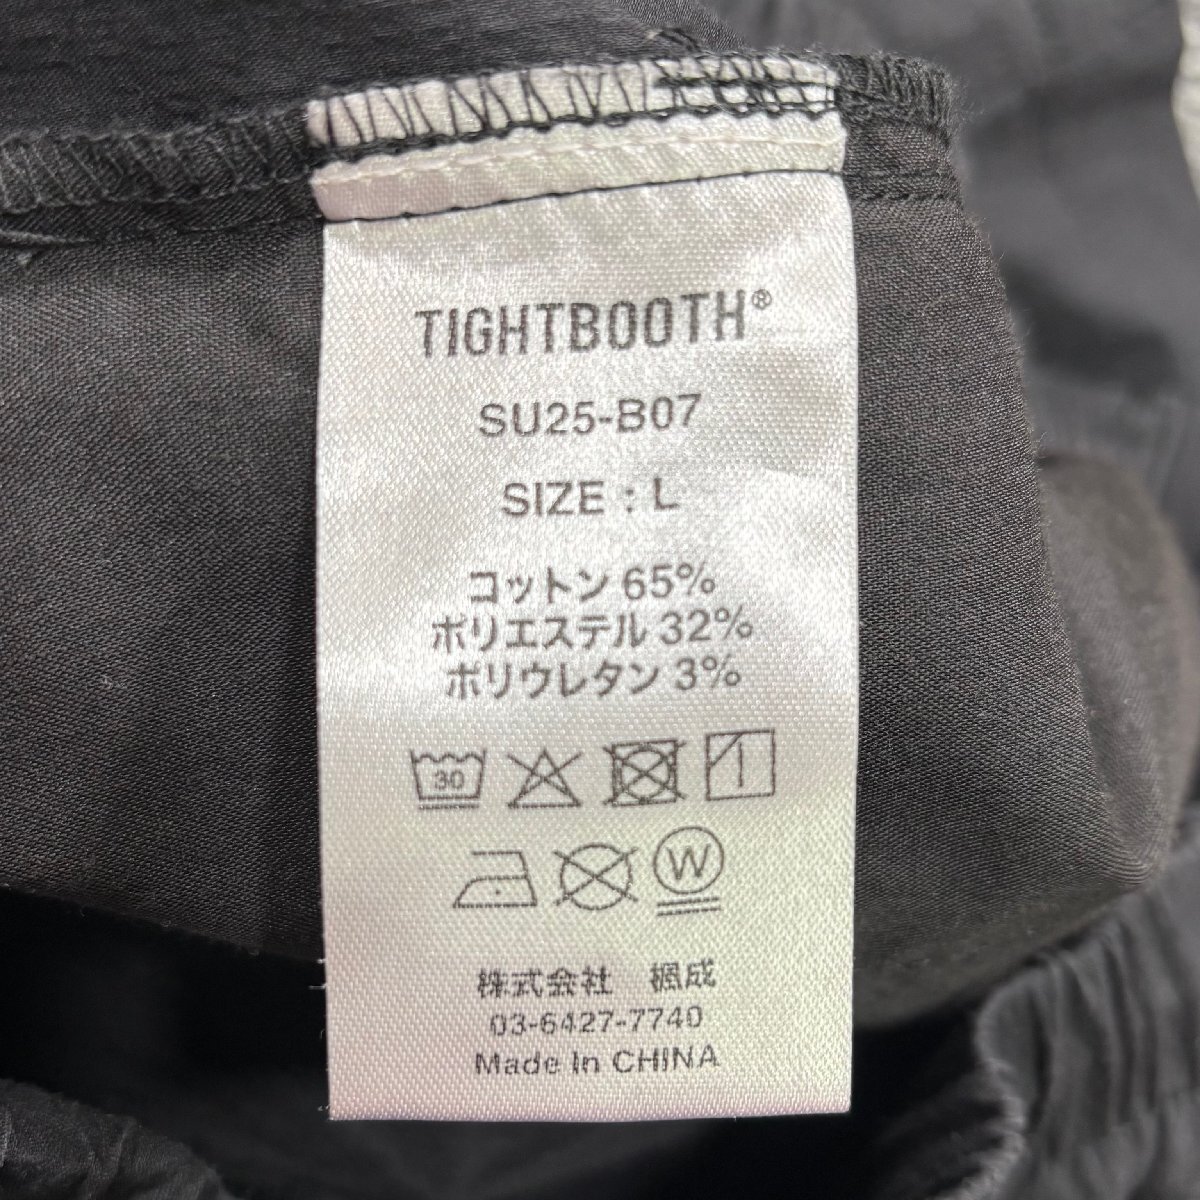 TIGHTBOOTH®
SU25-B07
SIZE : L
コットン 65%
ポリエステル 32%
ポリウレタン 3%
30
W
株式会社 楓成
03-6427-7740
Made In CHINA